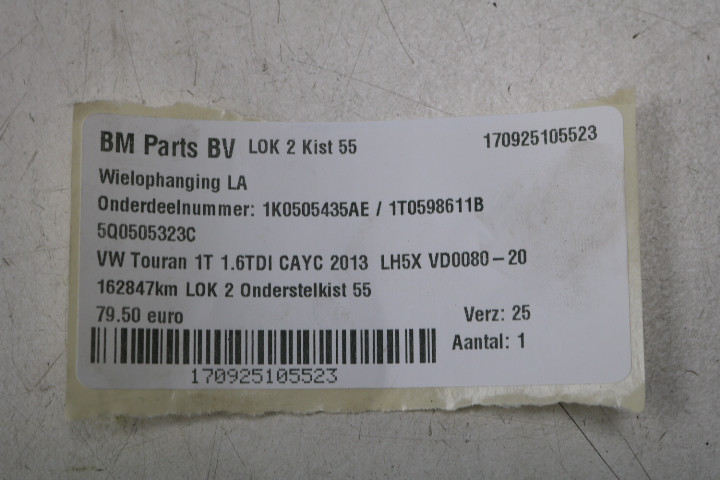 BM Parts BV LOK 2 Kist 55 170925105523
Wielophanging LA
Onderdeelnummer: 1K0505435AE / 1T0598611B
5Q0505323C
VW Touran 1T 1.6TDI CAYC 2013 LH5X VD0080-20
162847km LOK 2 Onderstelkist 55
79.50 euro Verz: 25
Aantal: 1
170925105523